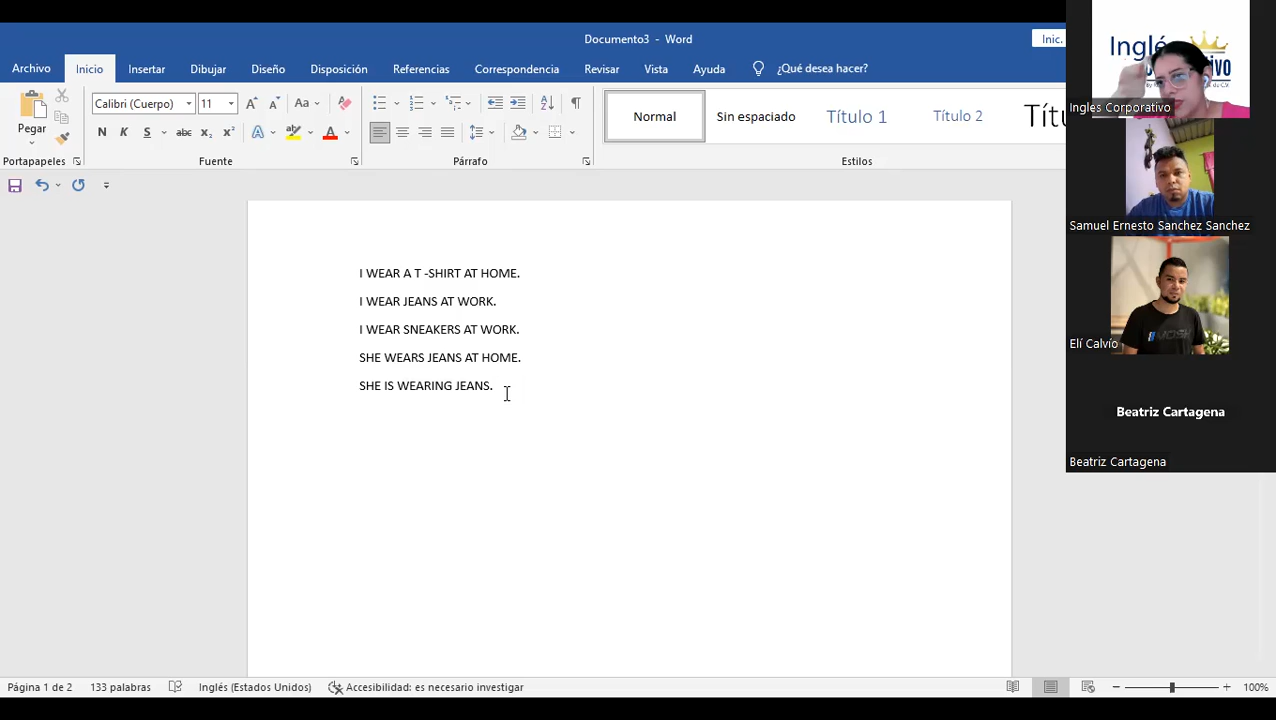 Documento3 - Word
Inic.
Archivo Inicio Insertar Dibujar Diseño Disposición Referencias Correspondencia Revisar Vista Ayuda ¿Qué desea hacer?
Calibri (Cuerpo) 11 Aa
Pegar
N K S abc x₂ x² A A
Normal
Sin espaciado
Título 1
Título 2
Portapapeles Fuente Párrafo Estilos
I WEAR A T -SHIRT AT HOME.
I WEAR JEANS AT WORK.
I WEAR SNEAKERS AT WORK.
SHE WEARS JEANS AT HOME.
SHE IS WEARING JEANS.
Ingles Corporativo
Samuel Ernesto Sanchez Sanchez
Elí Calvío
Beatriz Cartagena
Beatriz Cartagena
Página 1 de 2 133 palabras Inglés (Estados Unidos) Accesibilidad: es necesario investigar 100%